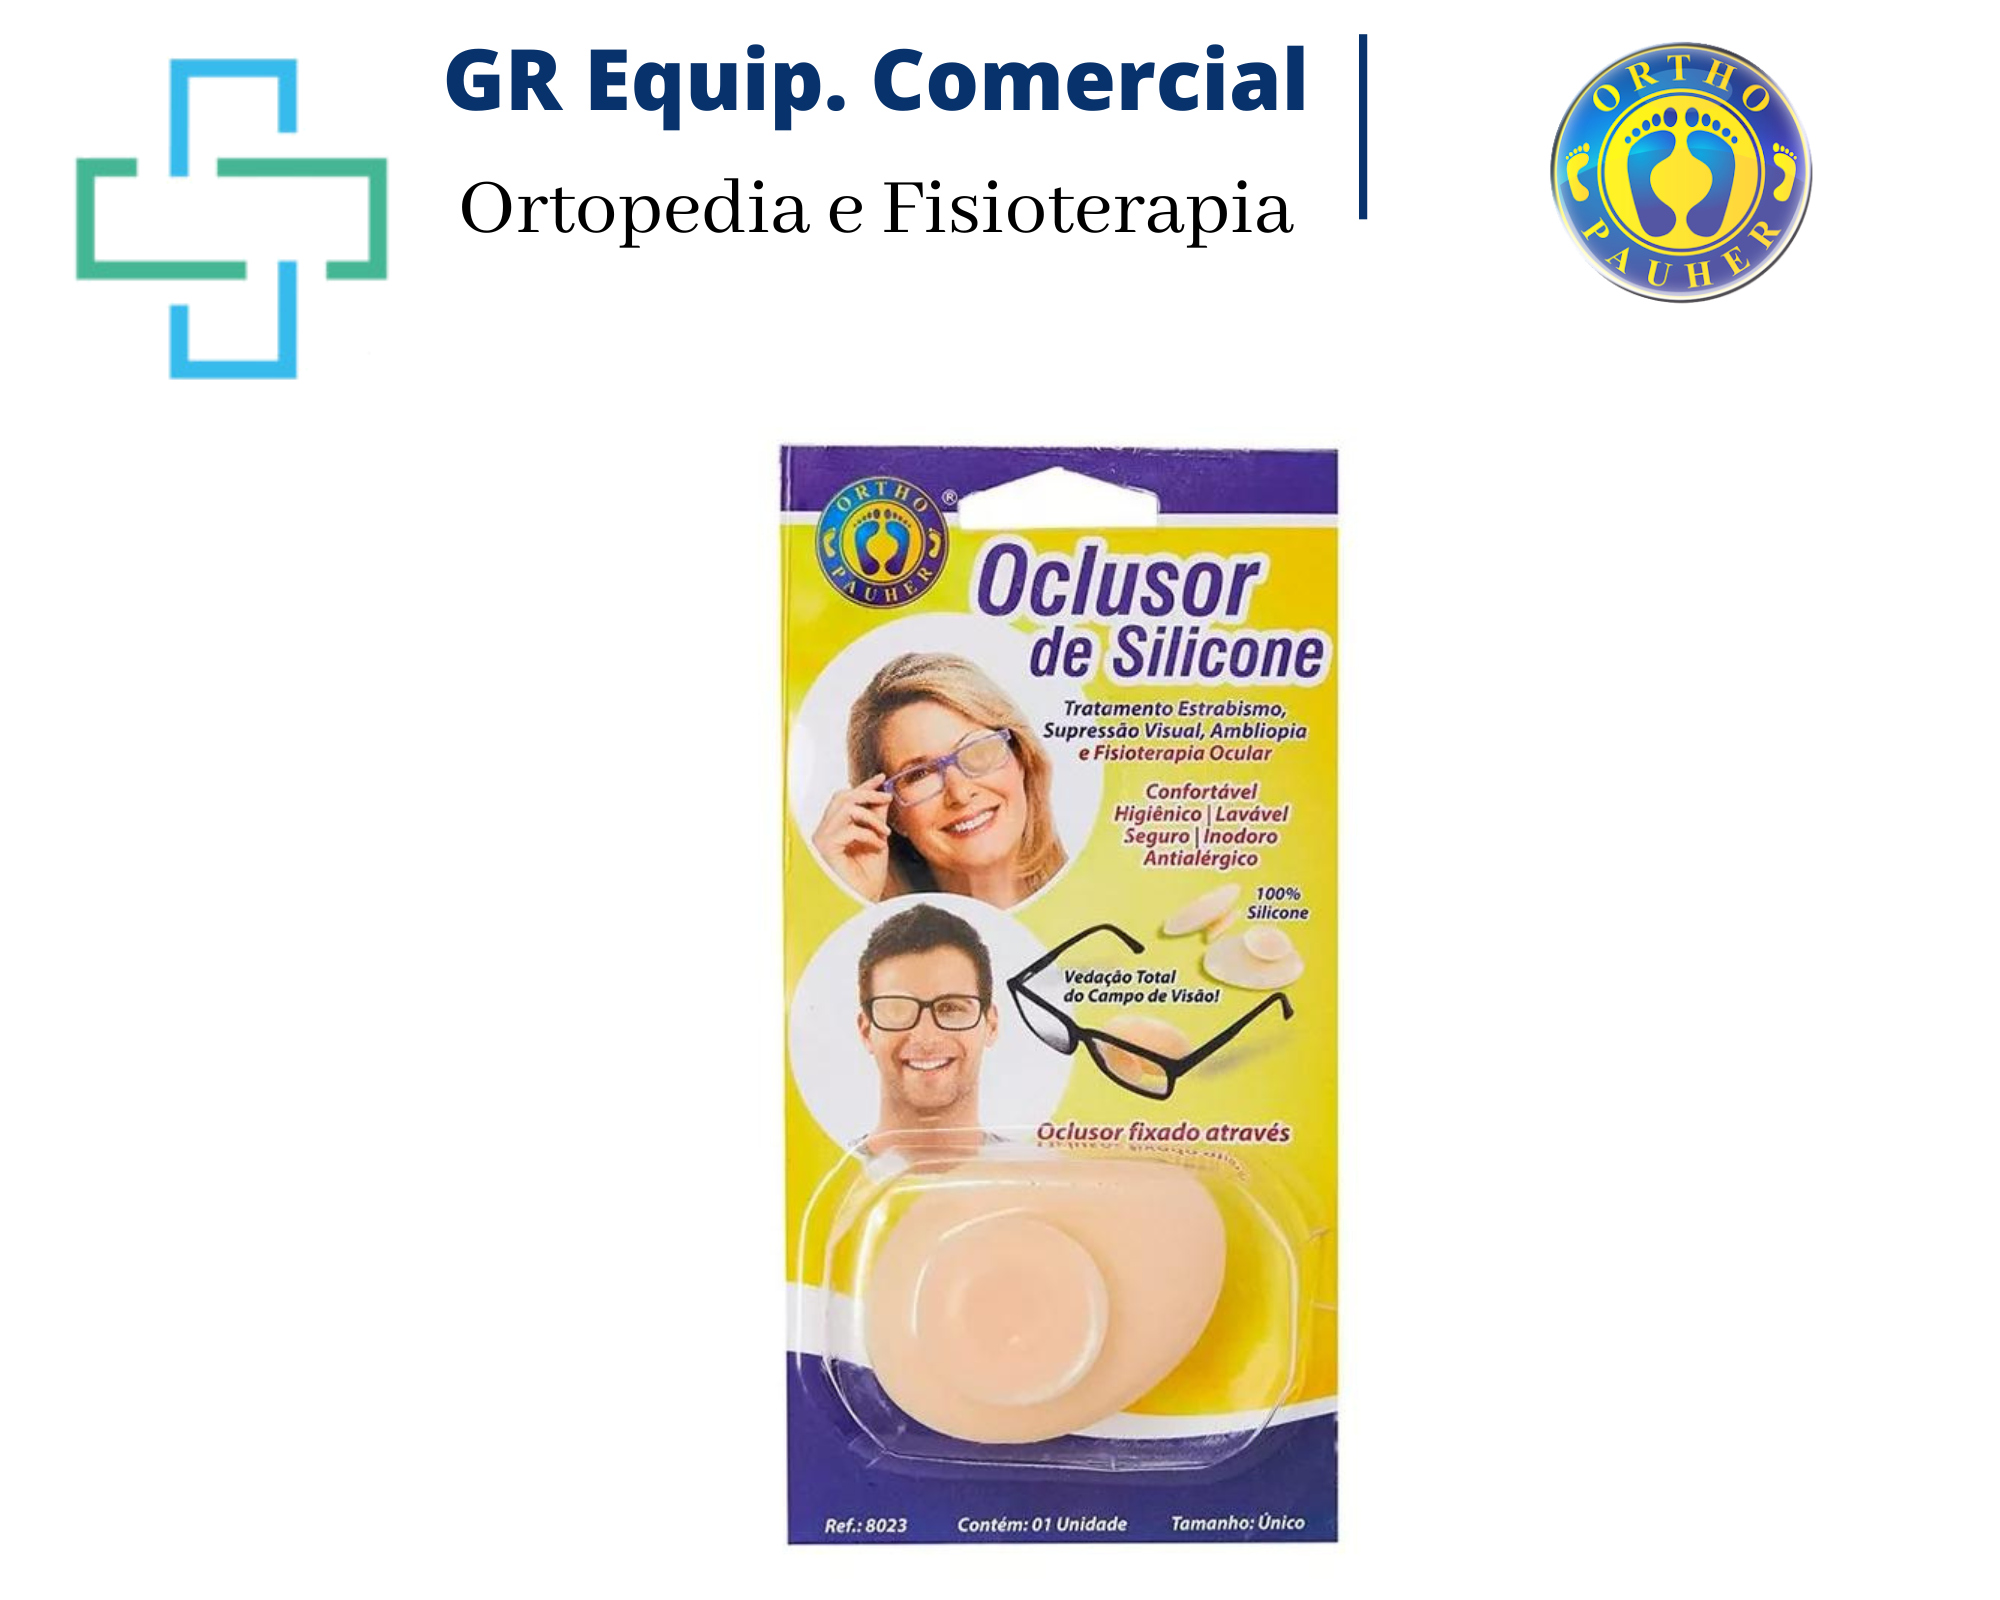 GR Equip. Comercial
Ortopedia e Fisioterapia
ORTHO
PAUHER
ORTHO
PAUHER
®
Oclusor
de Silicone
Tratamento Estrabismo,
Supressão Visual, Ambliopia
e Fisioterapia Ocular
Confortável
Higiênico | Lavável
Seguro | Inodoro
Antialérgico
100%
Silicone
Vedação Total
do Campo de Visão!
Oclusor fixado através
Ref.: 8023
Contém: 01 Unidade
Tamanho: Único